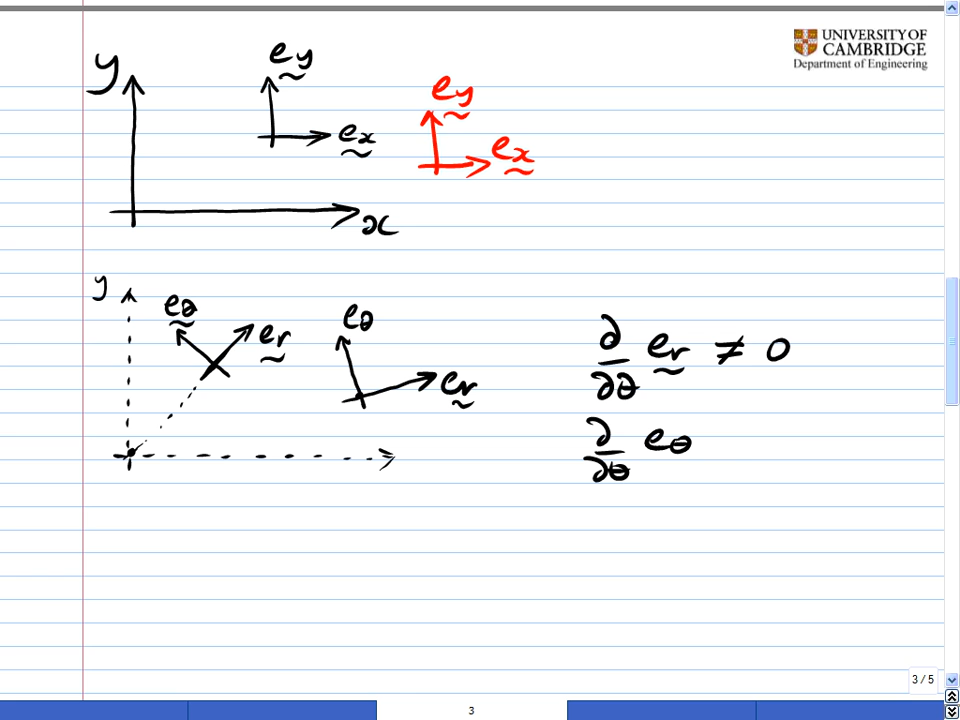 UNIVERSITY OF
CAMBRIDGE
Department of Engineering
y
e_y
e_x
e_y
e_x
x
y
e_θ
e_r
e_θ
e_r
∂/∂θ e_r ≠ 0
∂/∂θ e_θ
3 / 5
3